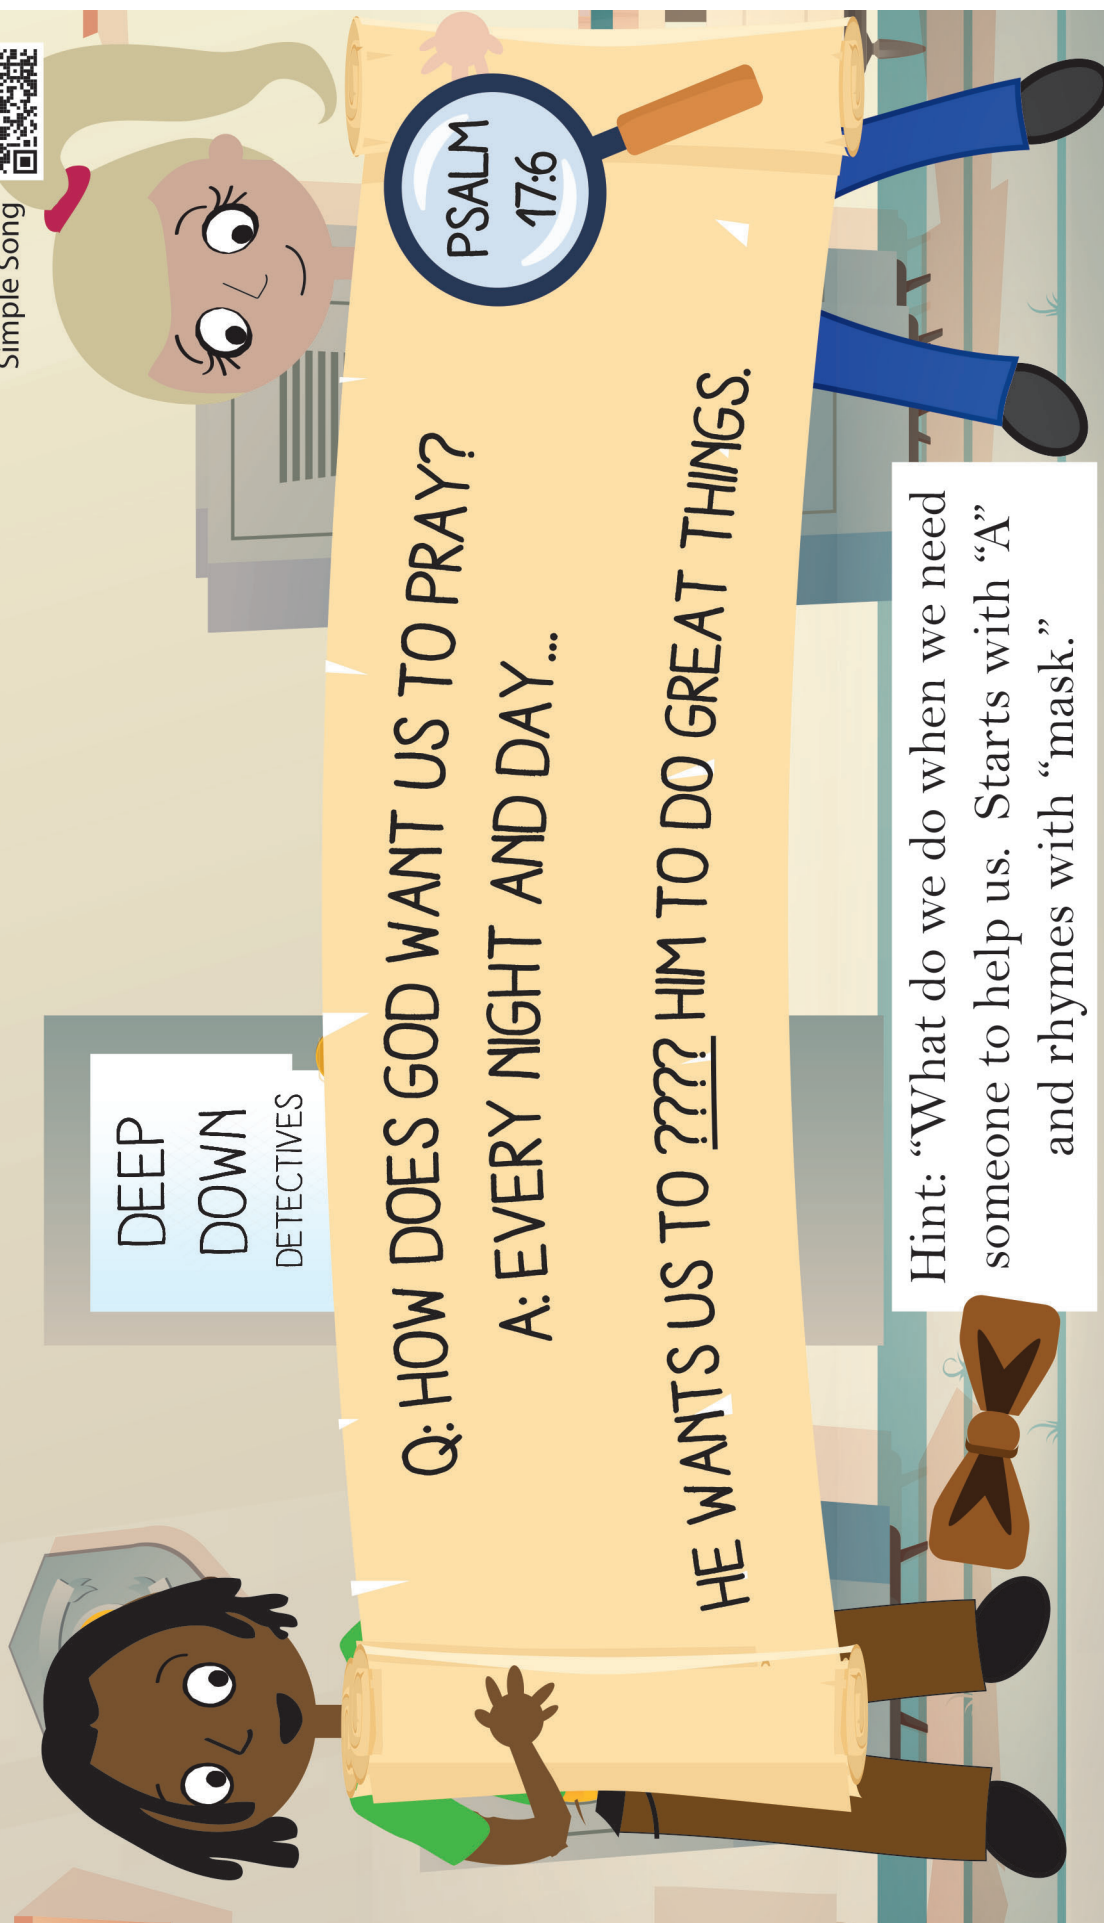 Simple Song
DEEP
DOWN
DETECTIVES
Q: HOW DOES GOD WANT US TO PRAY?
A: EVERY NIGHT AND DAY...
HE WANTS US TO ???? HIM TO DO GREAT THINGS.
PSALM
17:6
Hint: “What do we do when we need
someone to help us. Starts with “A”
and rhymes with “mask.”